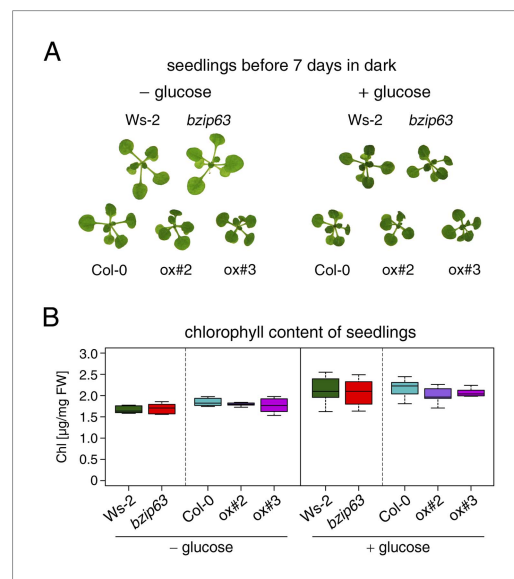 A
seedlings before 7 days in dark
– glucose
+ glucose
Ws-2
bzip63
Ws-2
bzip63
Col-0
ox#2
ox#3
Col-0
ox#2
ox#3
B
chlorophyll content of seedlings
Chl [µg/mg FW]
3.0
2.5
2.0
1.5
1.0
0.5
0
Ws-2
bzip63
Col-0
ox#2
ox#3
Ws-2
bzip63
Col-0
ox#2
ox#3
– glucose
+ glucose